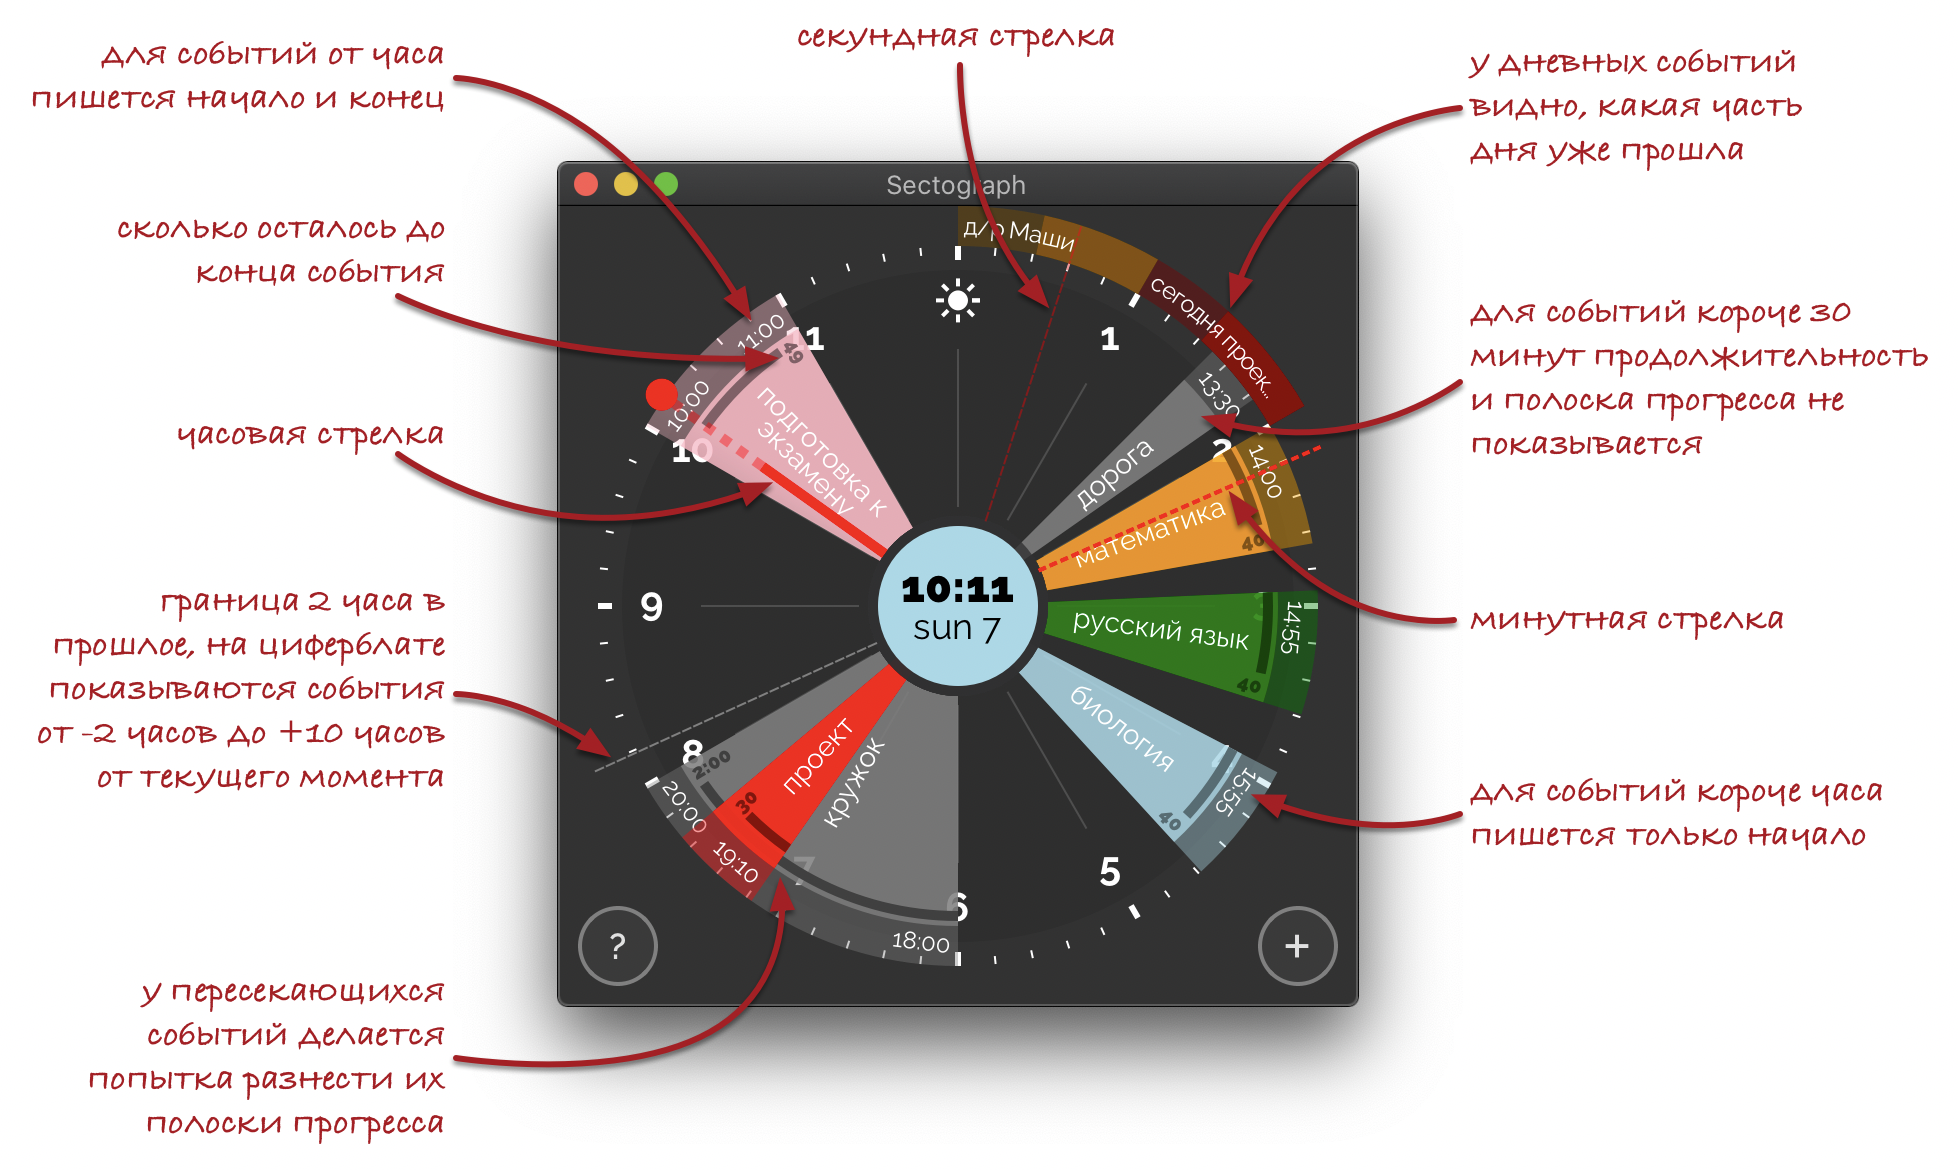 секундная стрелка
для событий от часа
пишется начало и конец
у дневных событий
видно, какая часть
дня уже прошла
сколько осталось до
конца события
часовая стрелка
граница 2 часа в
прошлое, на циферблате
показываются события
от -2 часов до +10 часов
от текущего момента
у пересекающихся
событий делается
попытка разнести их
полоски прогресса
Sectograph
д/р Маши
сегодня проек...
11:00
49
11
10:00
10
подготовка к
экзамену
1
13:30
дорога
2
14:00
математика
40
10:11
sun 7
9
14:55
русский язык
40
15:55
биология
40
8
2:00
20:00
30
проект
19:10
кружок
7
18:00
6
5
?
+
для событий короче 30
минут продолжительность
и полоска прогресса не
показывается
минутная стрелка
для событий короче часа
пишется только начало